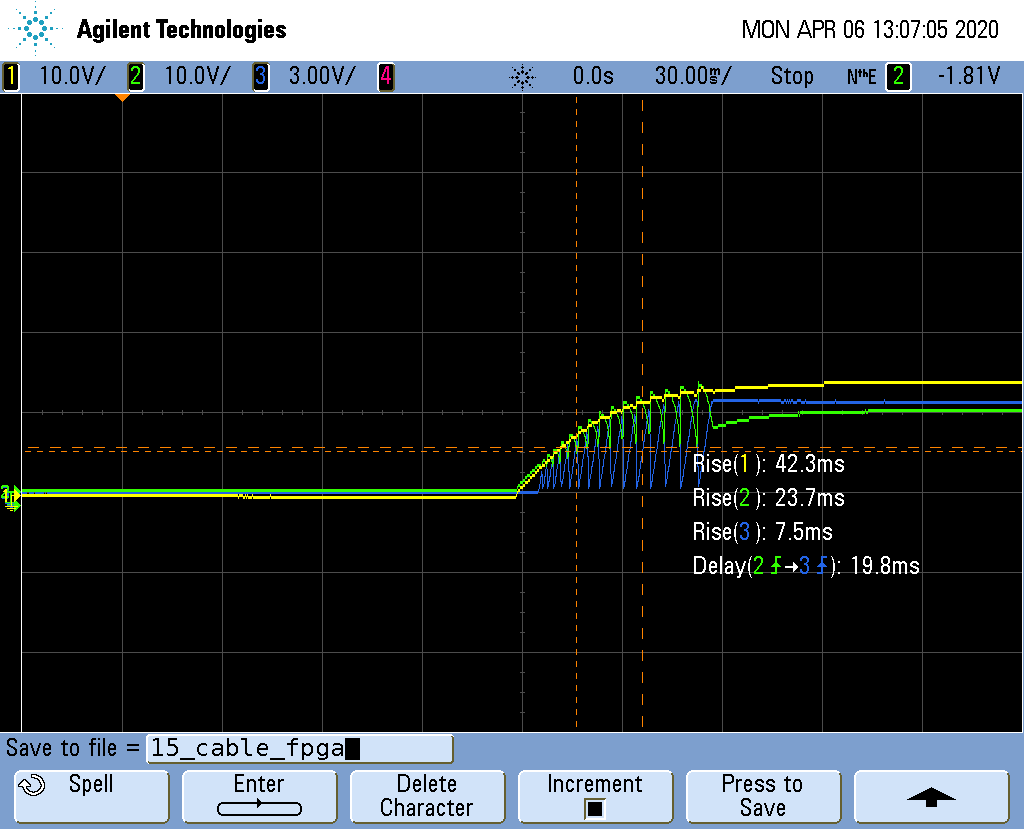 Agilent Technologies MON APR 06 13:07:05 2020
1 10.0V/ 2 10.0V/ 3 3.00V/ 4 0.0s 30.00ms/ Stop NthE 2 -1.81V
Rise(1): 42.3ms
Rise(2): 23.7ms
Rise(3): 7.5ms
Delay(2→3): 19.8ms
Save to file = 15_cable_fpga
Spell Enter Delete Character Increment Press to Save